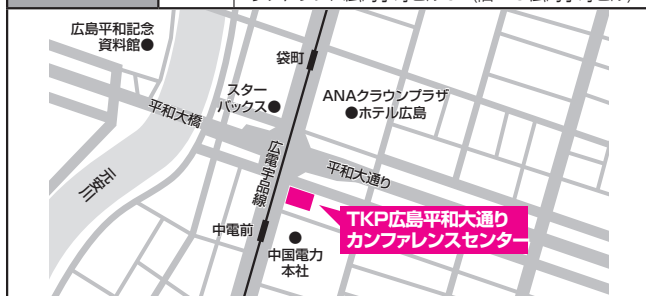 広島平和記念
資料館●
袋町
スター
バックス●
ANAクラウンプラザ
●ホテル広島
平和大橋
元安川
広電宇品線
平和大通り
TKP広島平和大通り
カンファレンスセンター
中電前
●
中国電力
本社